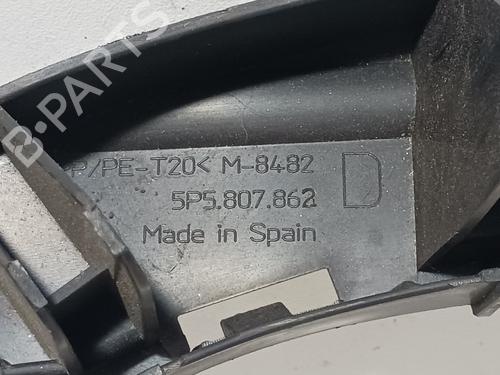 B-PARTS
P/PE-T20< M-8482
5P5.807.862
D
Made in Spain